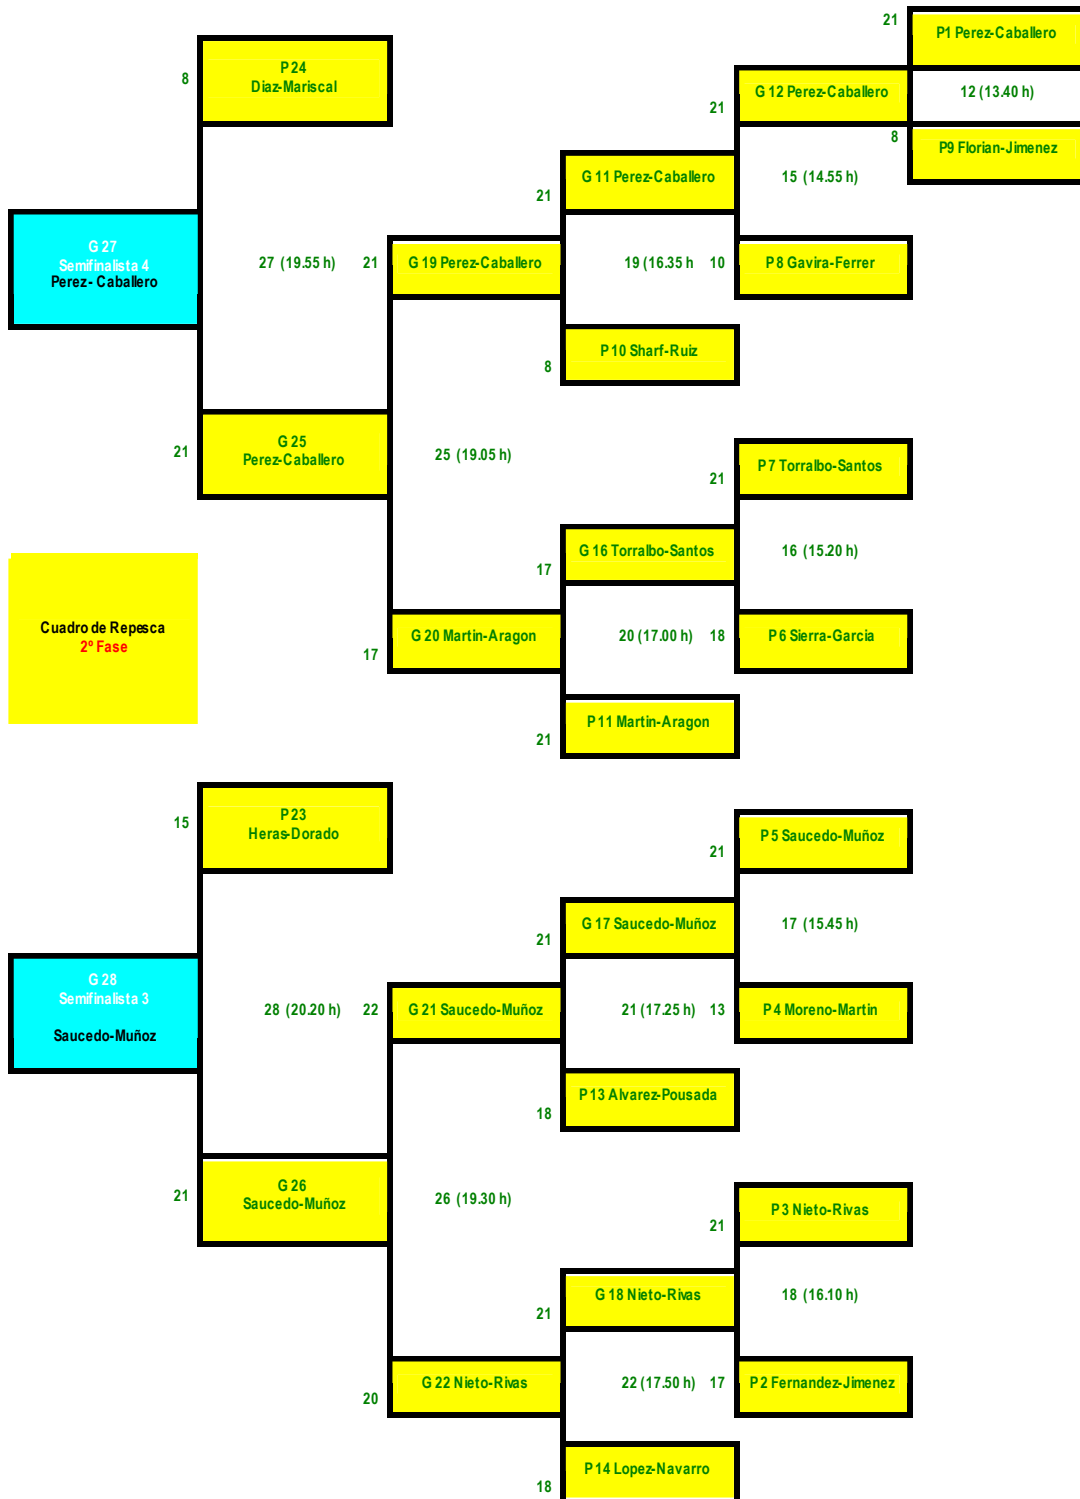 21
P1 Perez-Caballero
P 24
Diaz-Mariscal
8
G 12 Perez-Caballero
12 (13.40 h)
21
8
P9 Florian-Jimenez
G 11 Perez-Caballero
15 (14.55 h)
21
G 27
Semifinalista 4
Perez- Caballero
27 (19.55 h)
21
G 19 Perez-Caballero
19 (16.35 h
10
P 8 Gavira-Ferrer
P 10 Sharf-Ruiz
8
G 25
Perez-Caballero
21
25 (19.05 h)
P 7 Torralbo-Santos
21
G 16 Torralbo-Santos
16 (15.20 h)
17
Cuadro de Repesca
2º Fase
G 20 Martin-Aragon
20 (17.00 h)
18
P 6 Sierra-Garcia
17
P 11 Martin-Aragon
21
P 23
Heras-Dorado
15
P 5 Saucedo-Muñoz
21
G 17 Saucedo-Muñoz
17 (15.45 h)
21
G 28
Semifinalista 3
Saucedo-Muñoz
28 (20.20 h)
22
G 21 Saucedo-Muñoz
21 (17.25 h)
13
P 4 Moreno-Martin
P 13 Alvarez-Pousada
18
G 26
Saucedo-Muñoz
21
26 (19.30 h)
P 3 Nieto-Rivas
21
G 18 Nieto-Rivas
18 (16.10 h)
21
G 22 Nieto-Rivas
22 (17.50 h)
17
P 2 Fernandez-Jimenez
20
P 14 Lopez-Navarro
18